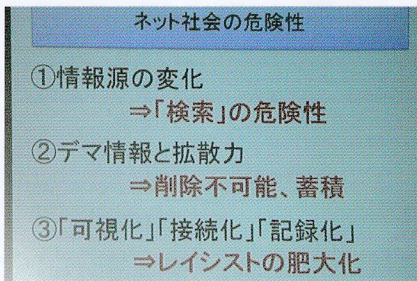 ネット社会の危険性
①情報源の変化
⇒「検索」の危険性
②デマ情報と拡散力
⇒削除不可能、蓄積
③「可視化」「接続化」「記録化」
⇒レイシストの肥大化